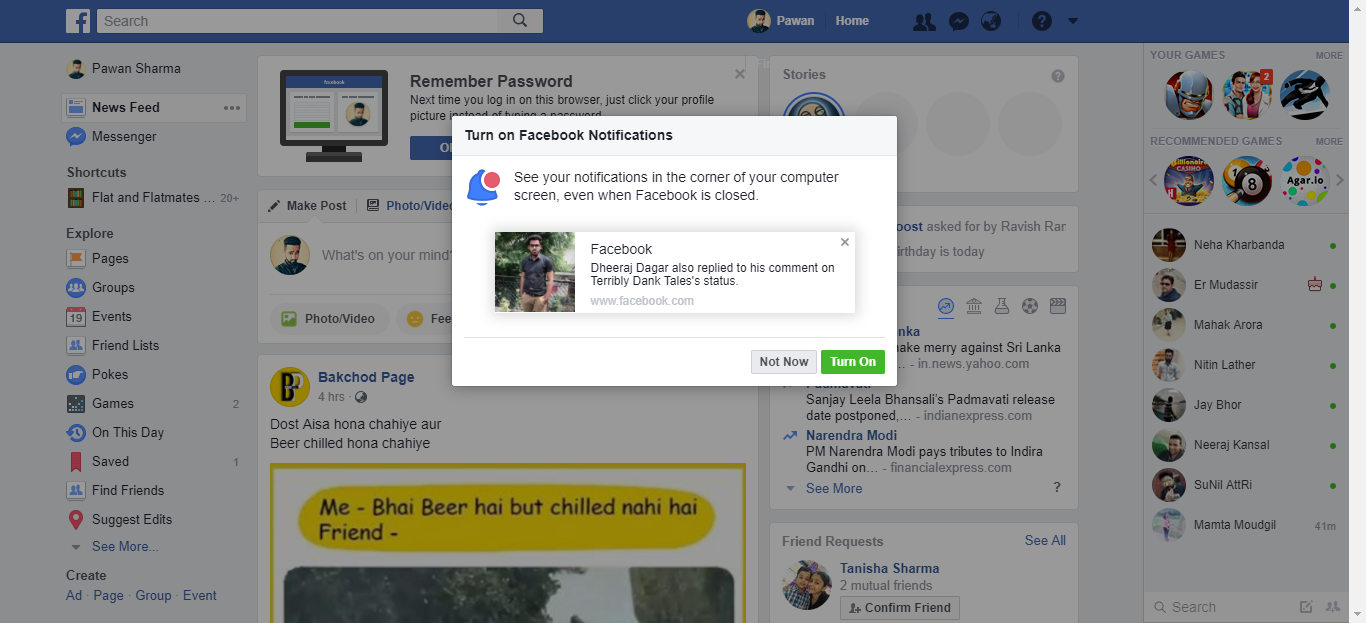 Search
Pawan
Home
Pawan Sharma
News Feed
Messenger
Shortcuts
Flat and Flatmates ... 20+
Explore
Pages
Groups
19 Events
Friend Lists
Pokes
Games 2
On This Day
Saved 1
Find Friends
Suggest Edits
See More...
Create
Ad · Page · Group · Event
facebook
Remember Password
Next time you log in on this browser, just click your profile
picture instead of typing a password.
Turn on Facebook Notifications
See your notifications in the corner of your computer
screen, even when Facebook is closed.
Facebook
Dheeraj Dagar also replied to his comment on
Terribly Dank Tales's status.
www.facebook.com
Not Now
Turn On
Make Post
Photo/Video
What's on your mind
Photo/Video
Fee
Bakchod Page
4 hrs ·
Dost Aisa hona chahiye aur
Beer chilled hona chahiye
Me - Bhai Beer hai but chilled nahi hai
Friend -
Stories
oost asked for by Ravish Rar
irthday is today
nka
ake merry against Sri Lanka
... - in.news.yahoo.com
Padmavati
Sanjay Leela Bhansali's Padmavati release
date postponed,... - indianexpress.com
Narendra Modi
PM Narendra Modi pays tributes to Indira
Gandhi on... - financialexpress.com
See More
?
Friend Requests
See All
Tanisha Sharma
2 mutual friends
Confirm Friend
YOUR GAMES
MORE
2
RECOMMENDED GAMES
MORE
Billionaire
CASINO
8
Agar.io
Neha Kharbanda
Er Mudassir
Mahak Arora
Nitin Lather
Jay Bhor
Neeraj Kansal
SuNil AttRi
Mamta Moudgil 41m
Search